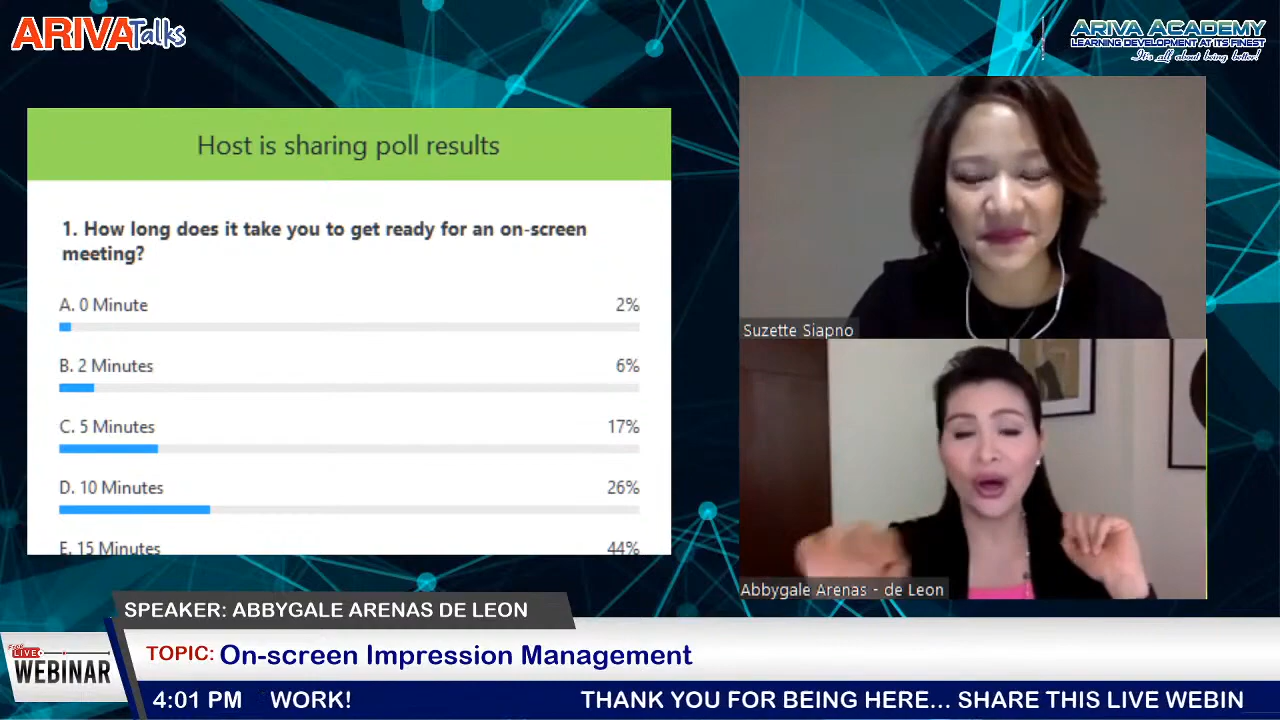 ARIVATalks
ARIVA ACADEMY
LEARNING DEVELOPMENT AT ITS FINEST
It's all about being better!
Host is sharing poll results
1. How long does it take you to get ready for an on-screen
meeting?
A. 0 Minute 2%
B. 2 Minutes 6%
C. 5 Minutes 17%
D. 10 Minutes 26%
E. 15 Minutes 44%
Suzette Siapno
Abbygale Arenas - de Leon
SPEAKER: ABBYGALE ARENAS DE LEON
Free
LIVE
WEBINAR
TOPIC: On-screen Impression Management
4:01 PM WORK! THANK YOU FOR BEING HERE... SHARE THIS LIVE WEBIN